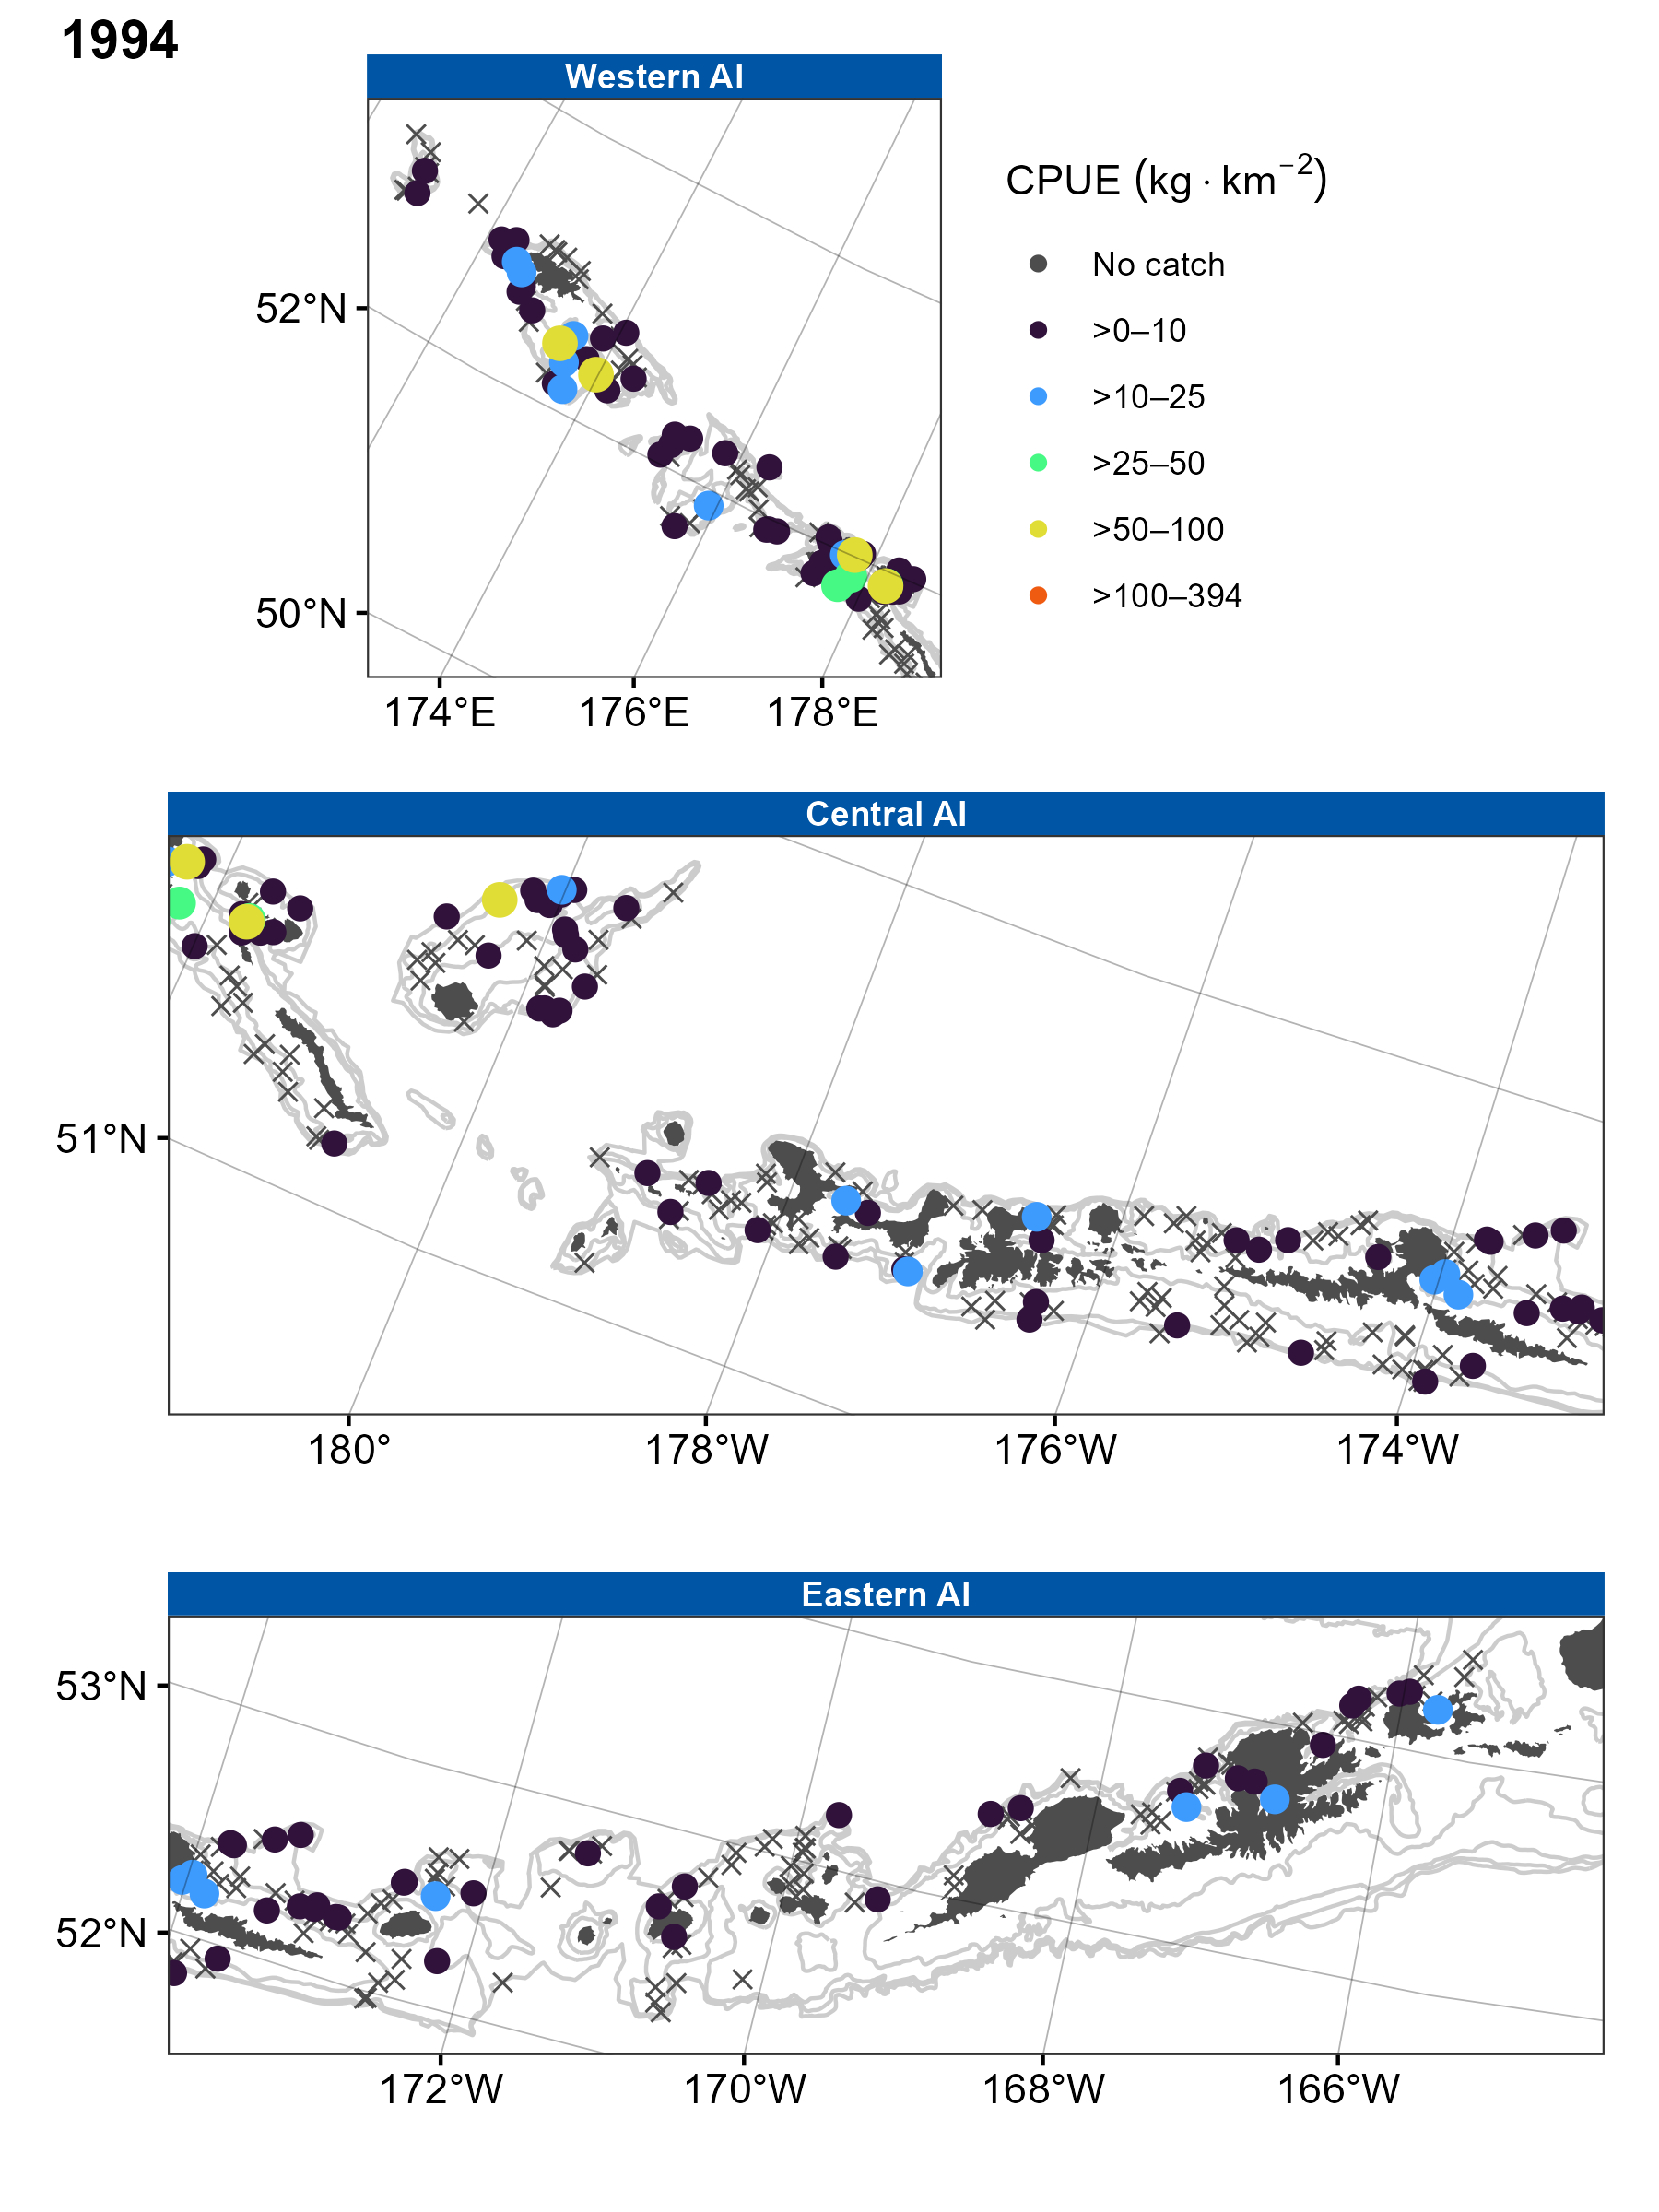 1994
Western AI
CPUE (kg · km⁻²)
No catch
>0–10
>10–25
>25–50
>50–100
>100–394
52°N
50°N
174°E 176°E 178°E
Central AI
51°N
180° 178°W 176°W 174°W
Eastern AI
53°N
52°N
172°W 170°W 168°W 166°W